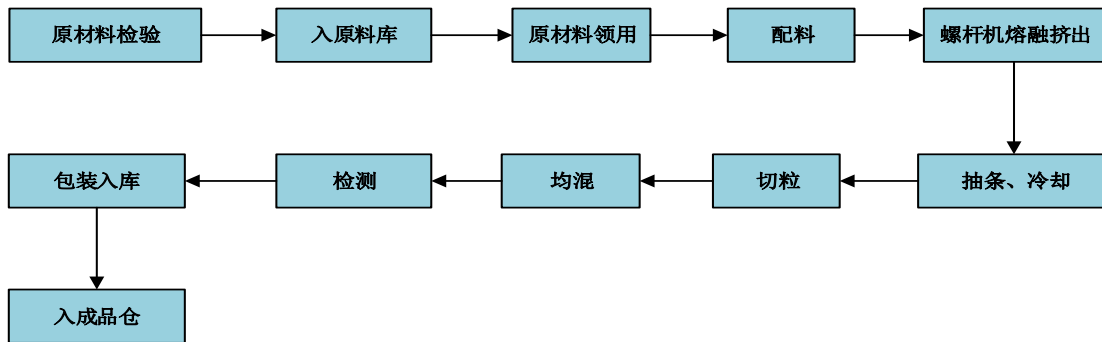 原材料检验
入原料库
原材料领用
配料
螺杆机熔融挤出
抽条、冷却
切粒
均混
检测
包装入库
入成品仓